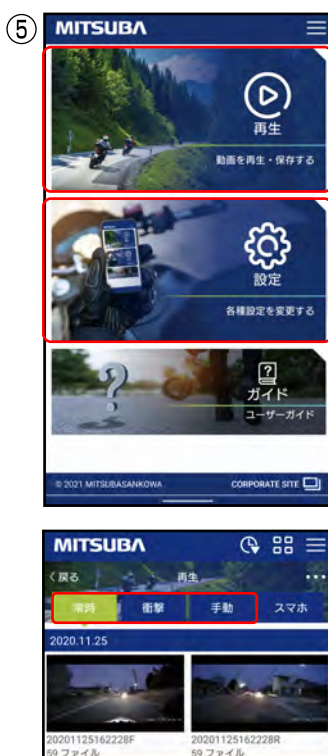 ⑤
MITSUBA
再生
動画を再生・保存する
設定
各種設定を変更する
ガイド
ユーザーガイド
© 2021 MITSUBASANKOWA
CORPORATE SITE
MITSUBA
〈戻る
再生
常時
衝撃
手動
スマホ
2020.11.25
20201125162228F
20201125162228R
59 ファイル
59 ファイル